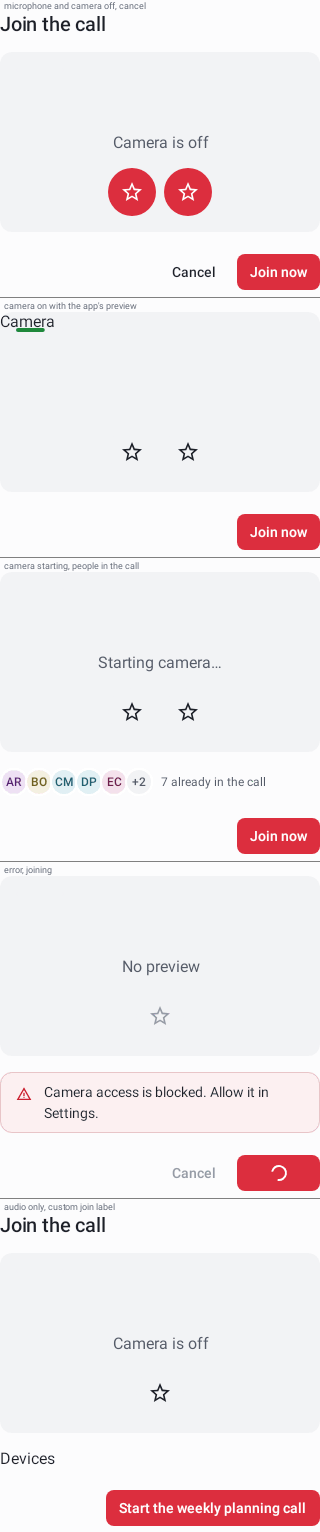 microphone and camera off, cancel
Join the call
Camera is off
Cancel
Join now
camera on with the app's preview
Camera
Join now
camera starting, people in the call
Starting camera...
AR BO CM DP EC +2 7 already in the call
Join now
error, joining
No preview
Camera access is blocked. Allow it in
Settings.
Cancel
audio only, custom join label
Join the call
Camera is off
Devices
Start the weekly planning call